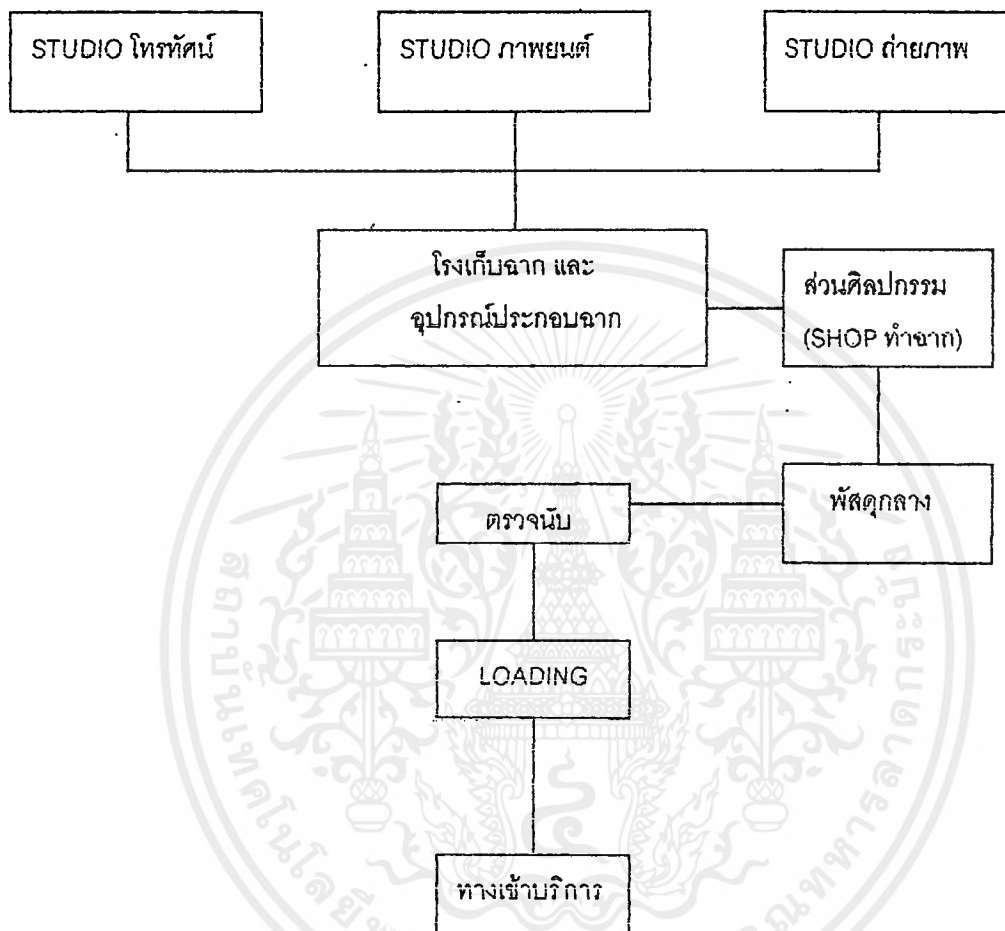 STUDIO โทรทัศน์
STUDIO ภาพยนต์
STUDIO ถ่ายภาพ
โรงเก็บฉาก และ
อุปกรณ์ประกอบฉาก
ส่วนศิลปกรรม
(SHOP ทำฉาก)
พัสดุกลาง
ตรวจนับ
LOADING
ทางเข้าบริการ